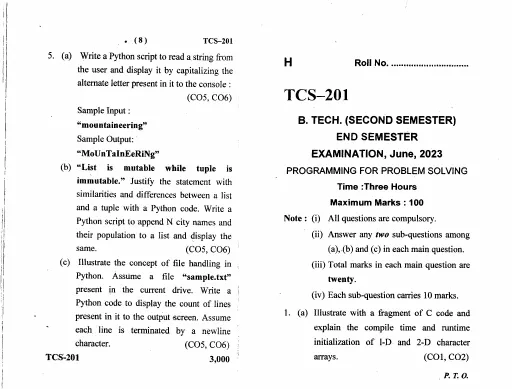 ( 8 ) TCS-201
5. (a) Write a Python script to read a string from
the user and display it by capitalizing the
alternate letter present in it to the console :
(CO5, CO6)
Sample Input :
“mountaineering”
Sample Output:
“MoUnTaInEeRiNg”
(b) “List is mutable while tuple is
immutable.” Justify the statement with
similarities and differences between a list
and a tuple with a Python code. Write a
Python script to append N city names and
their population to a list and display the
same. (CO5, CO6)
(c) Illustrate the concept of file handling in
Python. Assume a file “sample.txt”
present in the current drive. Write a
Python code to display the count of lines
present in it to the output screen. Assume
each line is terminated by a newline
character. (CO5, CO6)
TCS-201 3,000
H Roll No. ...............................
TCS–201
B. TECH. (SECOND SEMESTER)
END SEMESTER
EXAMINATION, June, 2023
PROGRAMMING FOR PROBLEM SOLVING
Time :Three Hours
Maximum Marks : 100
Note : (i) All questions are compulsory.
(ii) Answer any two sub-questions among
(a), (b) and (c) in each main question.
(iii) Total marks in each main question are
twenty.
(iv) Each sub-question carries 10 marks.
1. (a) Illustrate with a fragment of C code and
explain the compile time and runtime
initialization of 1-D and 2-D character
arrays. (CO1, CO2)
P. T. O.